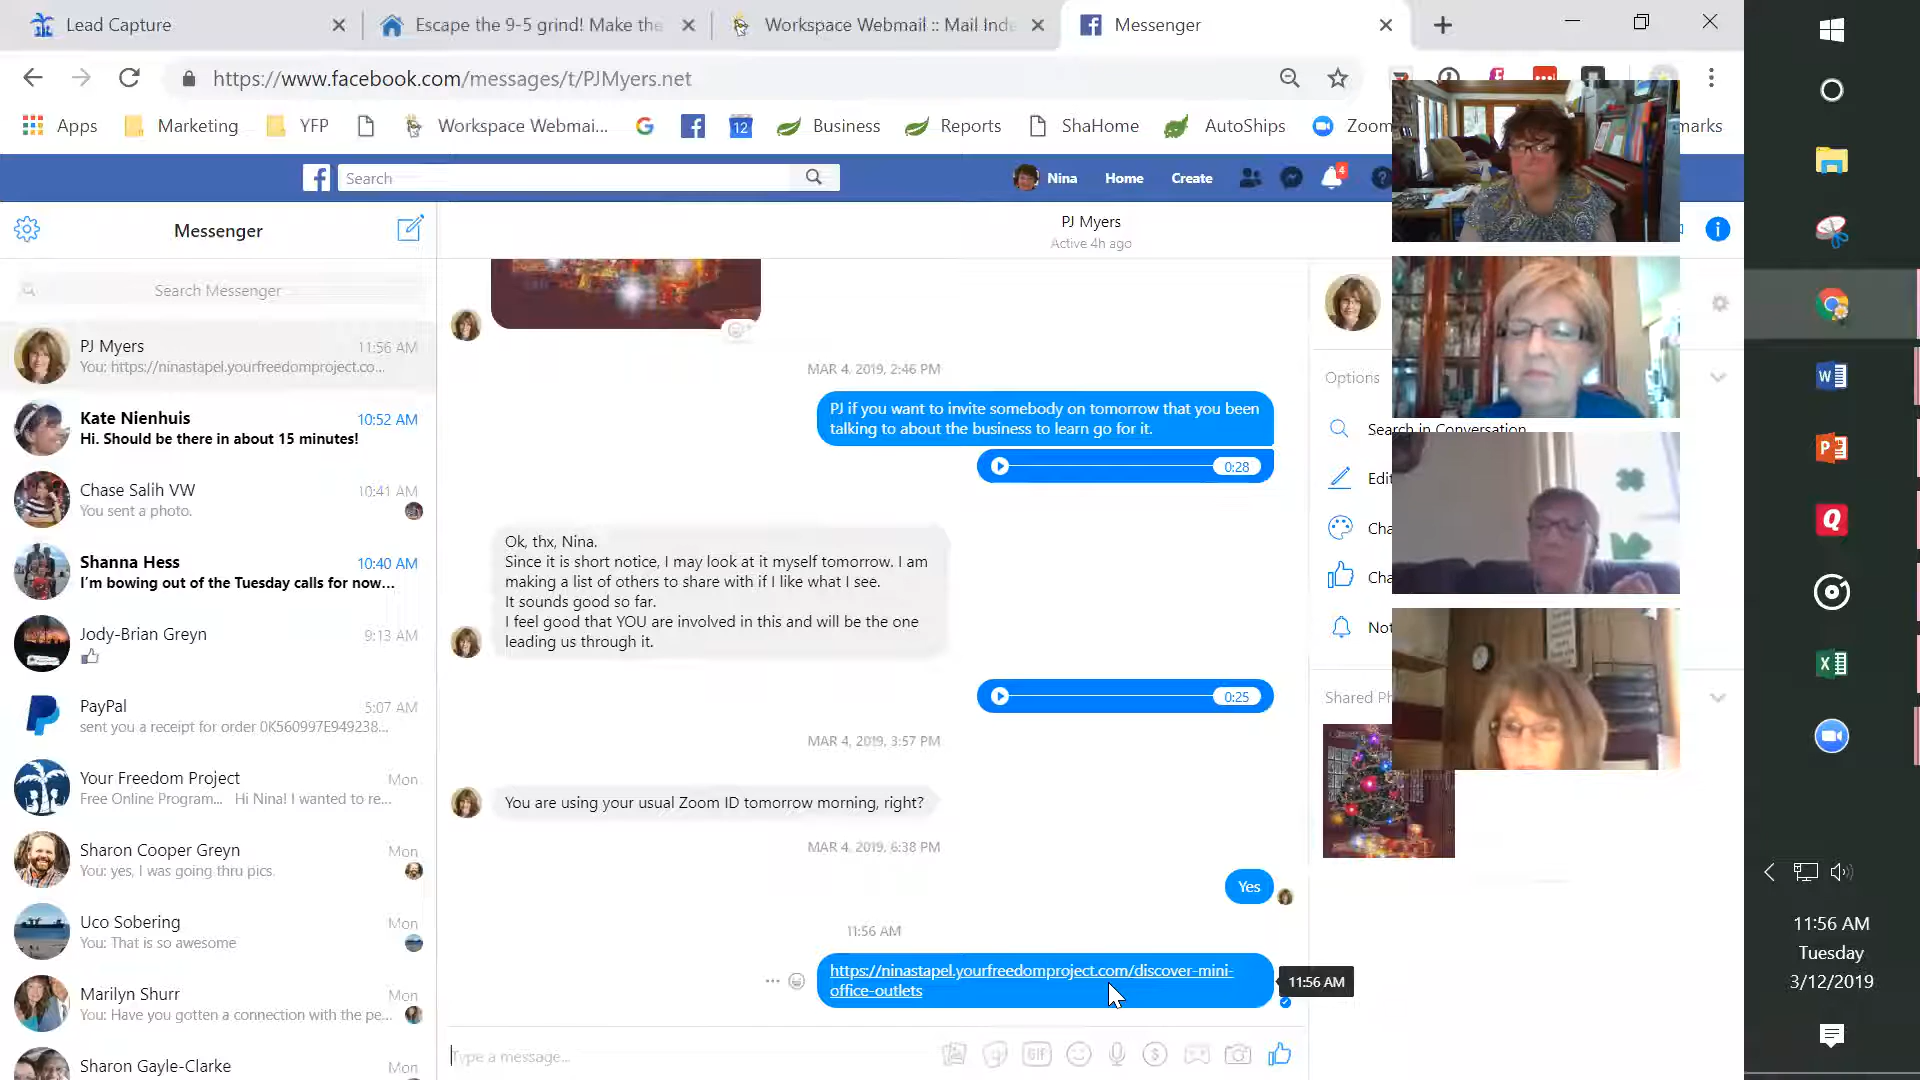 Lead Capture
Escape the 9-5 grind! Make the
Workspace Webmail :: Mail Inde
Messenger
https://www.facebook.com/messages/t/PJMyers.net
Apps
Marketing
YFP
Workspace Webmai...
12
Business
Reports
ShaHome
AutoShips
Zoom
marks
Search
Nina
Home
Create
4
Messenger
Search Messenger
PJ Myers
11:56 AM
You: https://ninastapel.yourfreedomproject.co...
Kate Nienhuis
10:52 AM
Hi. Should be there in about 15 minutes!
Chase Salih VW
10:41 AM
You sent a photo.
Shanna Hess
10:40 AM
I'm bowing out of the Tuesday calls for now...
Jody-Brian Greyn
9:13 AM
PayPal
5:07 AM
sent you a receipt for order 0K560997E949238...
Your Freedom Project
Mon
Free Online Program... Hi Nina! I wanted to re...
Sharon Cooper Greyn
Mon
You: yes, I was going thru pics.
Uco Sobering
Mon
You: That is so awesome
Marilyn Shurr
Mon
You: Have you gotten a connection with the pe...
Sharon Gayle-Clarke
Mon
PJ Myers
Active 4h ago
MAR 4, 2019, 2:46 PM
PJ if you want to invite somebody on tomorrow that you been
talking to about the business to learn go for it.
0:28
Ok, thx, Nina.
Since it is short notice, I may look at it myself tomorrow. I am
making a list of others to share with if I like what I see.
It sounds good so far.
I feel good that YOU are involved in this and will be the one
leading us through it.
0:25
MAR 4, 2019, 3:57 PM
You are using your usual Zoom ID tomorrow morning, right?
MAR 4, 2019, 6:38 PM
Yes
11:56 AM
https://ninastapel.yourfreedomproject.com/discover-mini-
office-outlets
11:56 AM
Type a message...
GIF
Options
Search in Conversation
Edit
Cha
Cha
Not
Shared Ph
11:56 AM
Tuesday
3/12/2019